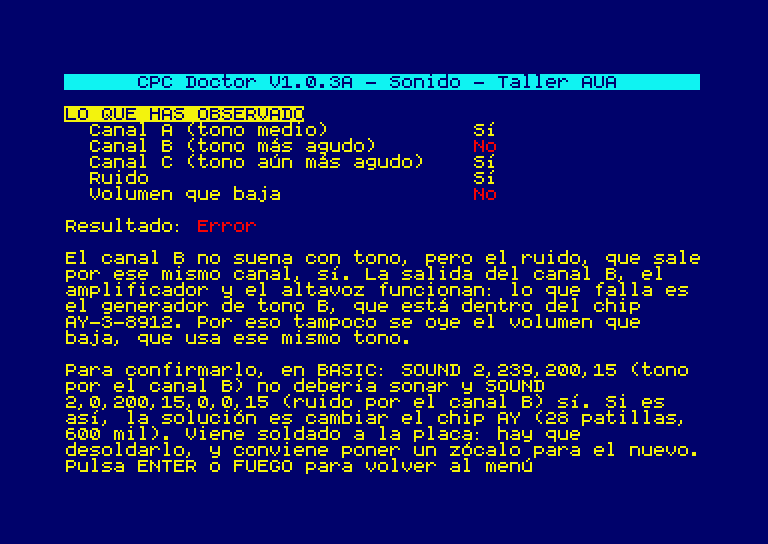 CPC Doctor V1.0.3A - Sonido - Taller AUA
LO QUE HAS OBSERVADO
Canal A (tono medio) Sí
Canal B (tono más agudo) No
Canal C (tono aún más agudo) Sí
Ruido Sí
Volumen que baja No
Resultado: Error
El canal B no suena con tono, pero el ruido, que sale
por ese mismo canal, sí. La salida del canal B, el
amplificador y el altavoz funcionan: lo que falla es
el generador de tono B, que está dentro del chip
AY-3-8912. Por eso tampoco se oye el volumen que
baja, que usa ese mismo tono.
Para confirmarlo, en BASIC: SOUND 2,239,200,15 (tono
por el canal B) no debería sonar y SOUND
2,0,200,15,0,0,15 (ruido por el canal B) sí. Si es
así, la solución es cambiar el chip AY (28 patillas,
600 mil). Viene soldado a la placa: hay que
desoldarlo, y conviene poner un zócalo para el nuevo.
Pulsa ENTER o FUEGO para volver al menú